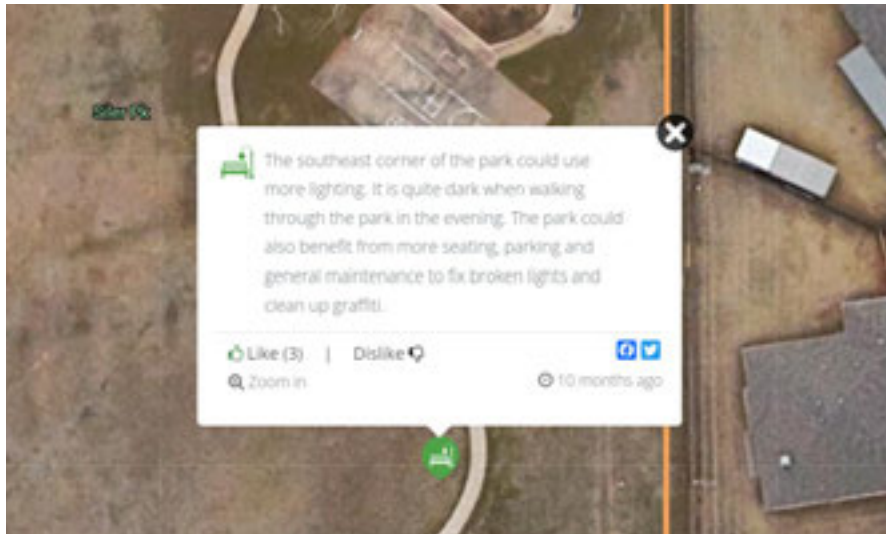 Siler Pk
The southeast corner of the park could use
more lighting. It is quite dark when walking
through the park in the evening. The park could
also benefit from more seating, parking and
general maintenance to fix broken lights and
clean up graffiti.
Like (3) | Dislike
Zoom in
10 months ago